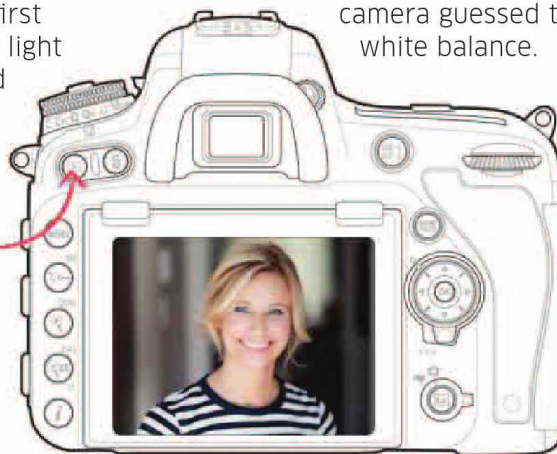 first
light
d
camera guessed t
white balance.
i